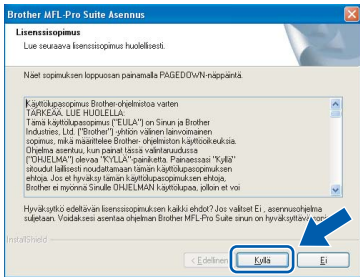 Brother MFL-Pro Suite Asennus
Lisenssisopimus
Lue seuraava lisenssisopimus huolellisesti.
Näet sopimuksen loppuosan painamalla PAGEDOWN-näppäintä.
Käyttölupasopimus Brother-ohjelmistoa varten
TÄRKEÄÄ, LUE HUOLELLA:
Tämä käyttölupasopimus ("EULA") on Sinun ja Brother
Industries, Ltd. ("Brother") -yhtiön välinen lainvoimainen
sopimus, mikä määrittelee Brother- ohjelmiston käyttöoikeuksia.
Ohjelma asentuu, kun painat tässä valintaruudussa
("OHJELMA") olevaa "KYLLÄ"-painiketta. Painaessasi "Kyllä"
sitoudut laillisesti noudattamaan tämän käyttölupasopimuksen
ehtoja. Jos et hyväksy tämän käyttölupasopimuksen ehtoja,
Brother ei myönnä Sinulle OHJELMAN käyttölupaa, jolloin et voi
Hyväksytkö edeltävän lisenssisopimuksen kaikki ehdot? Jos valitset Ei , asennusohjelma
suljetaan. Voidaksesi asentaa ohjelman Brother MFL-Pro Suite sinun on hyväksyttävä
InstallShield
< Edellinen Kyllä Ei